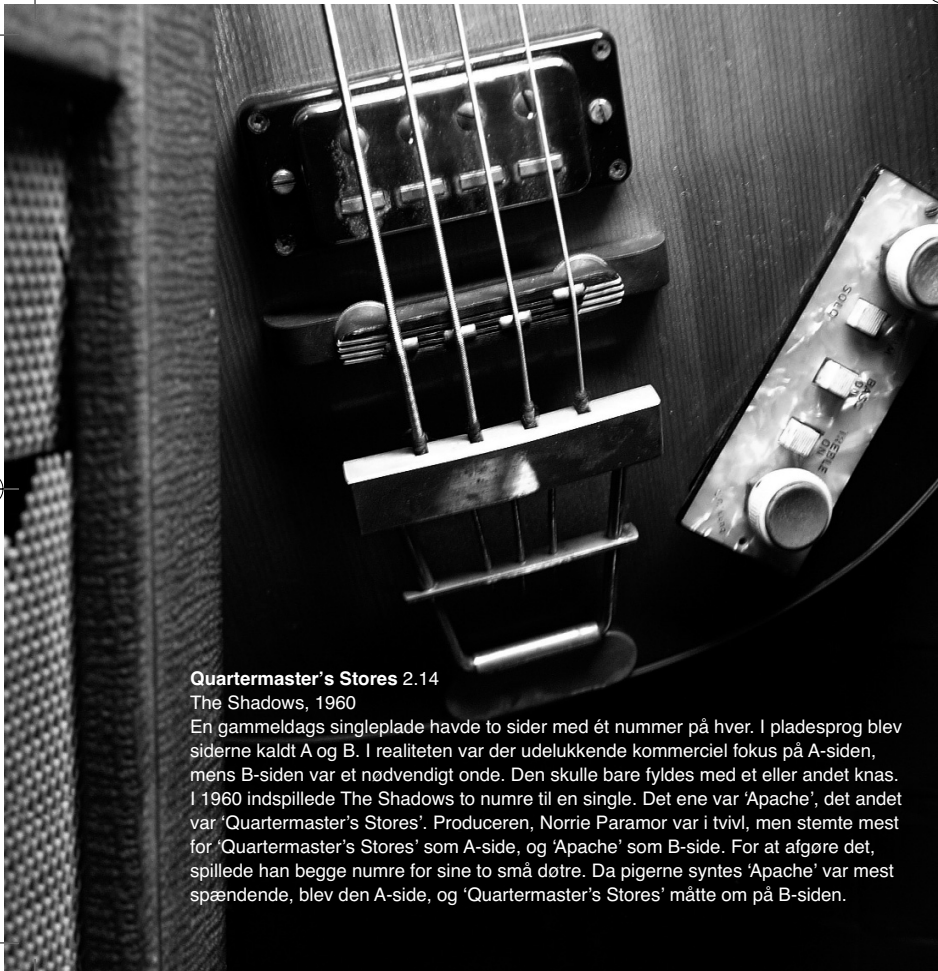 SOLO
BASS
ON
TREBLE
ON
Quartermaster’s Stores 2.14
The Shadows, 1960
En gammeldags singleplade havde to sider med ét nummer på hver. I pladesprog blev
siderne kaldt A og B. I realiteten var der udelukkende kommerciel fokus på A-siden,
mens B-siden var et nødvendigt onde. Den skulle bare fyldes med et eller andet knas.
I 1960 indspillede The Shadows to numre til en single. Det ene var ‘Apache’, det andet
var ‘Quartermaster’s Stores’. Produceren, Norrie Paramor var i tvivl, men stemte mest
for ‘Quartermaster’s Stores’ som A-side, og ‘Apache’ som B-side. For at afgøre det,
spillede han begge numre for sine to små døtre. Da pigerne syntes ‘Apache’ var mest
spændende, blev den A-side, og ‘Quartermaster’s Stores’ måtte om på B-siden.